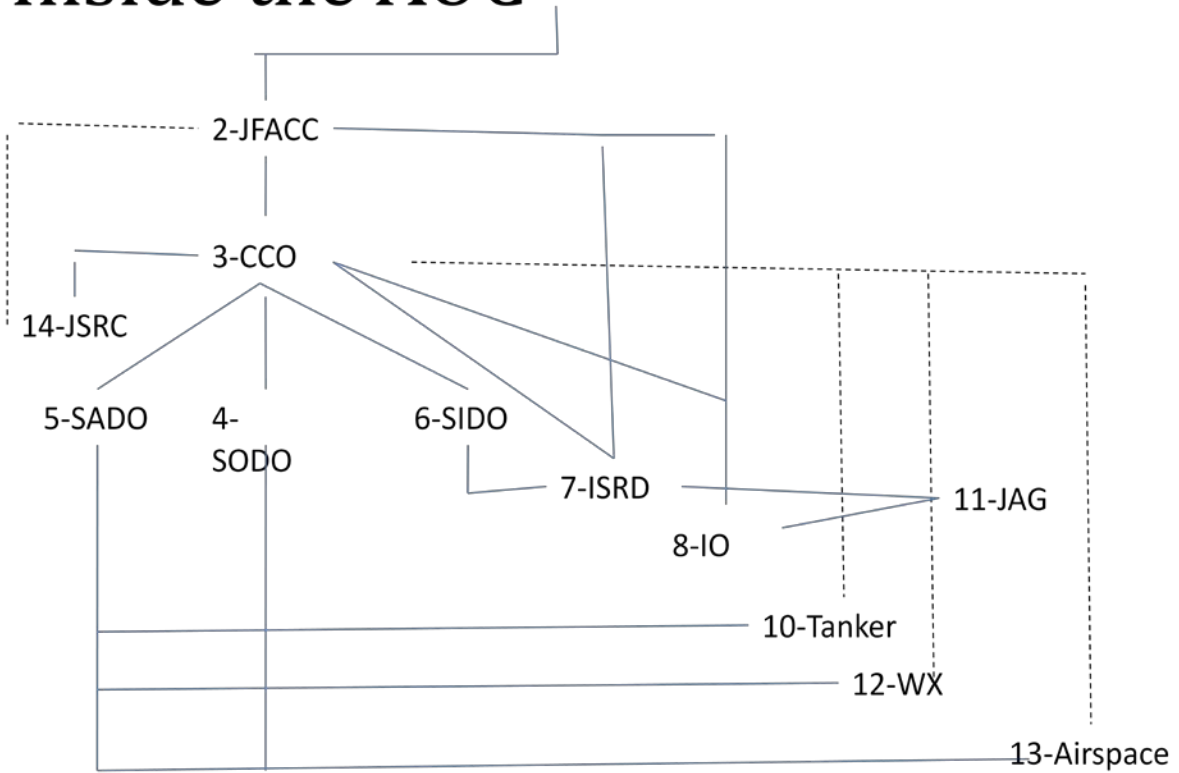 2-JFACC
3-CCO
14-JSRC
5-SADO
4-
SODO
6-SIDO
7-ISRD
11-JAG
8-IO
10-Tanker
12-WX
13-Airspace